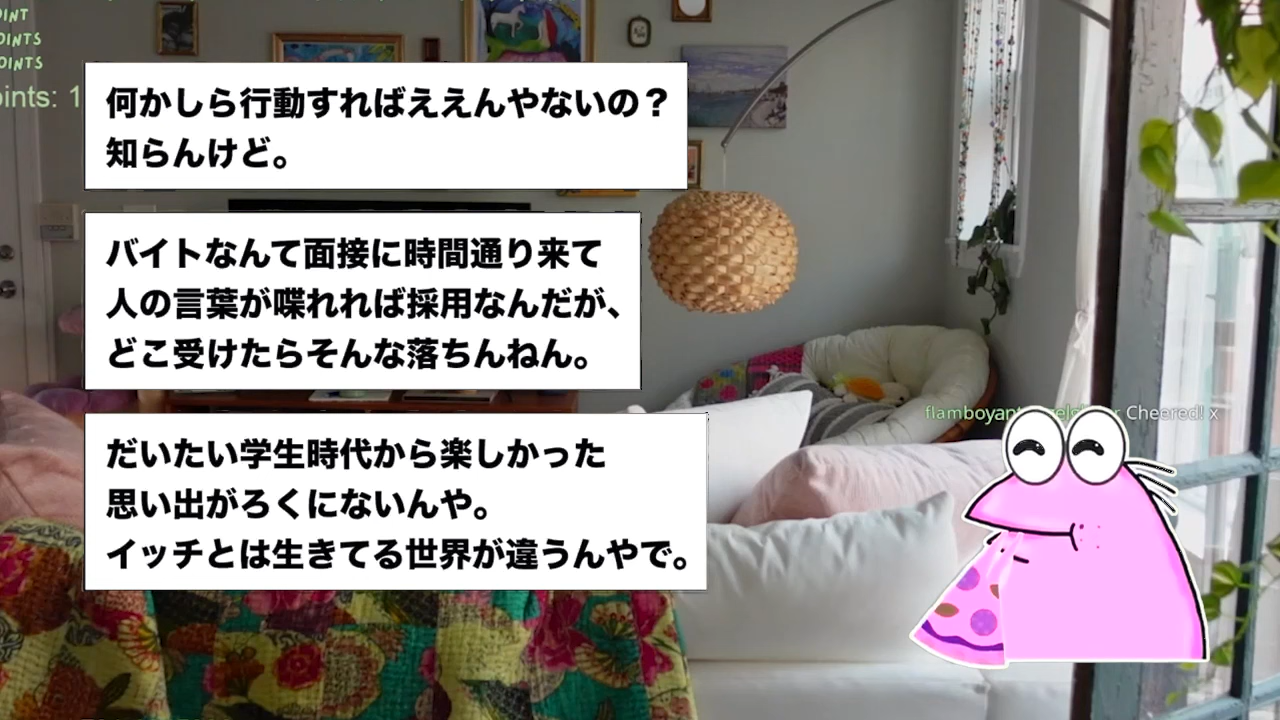 OINT
OINTS
OINTS
oints: 1
何かしら行動すればええんやないの？
知らんけど。
バイトなんて面接に時間通り来て
人の言葉が喋れれば採用なんだが、
どこ受けたらそんな落ちんねん。
だいたい学生時代から楽しかった
思い出がろくにないんや。
イッチとは生きてる世界が違うんやで。
Cheered! x